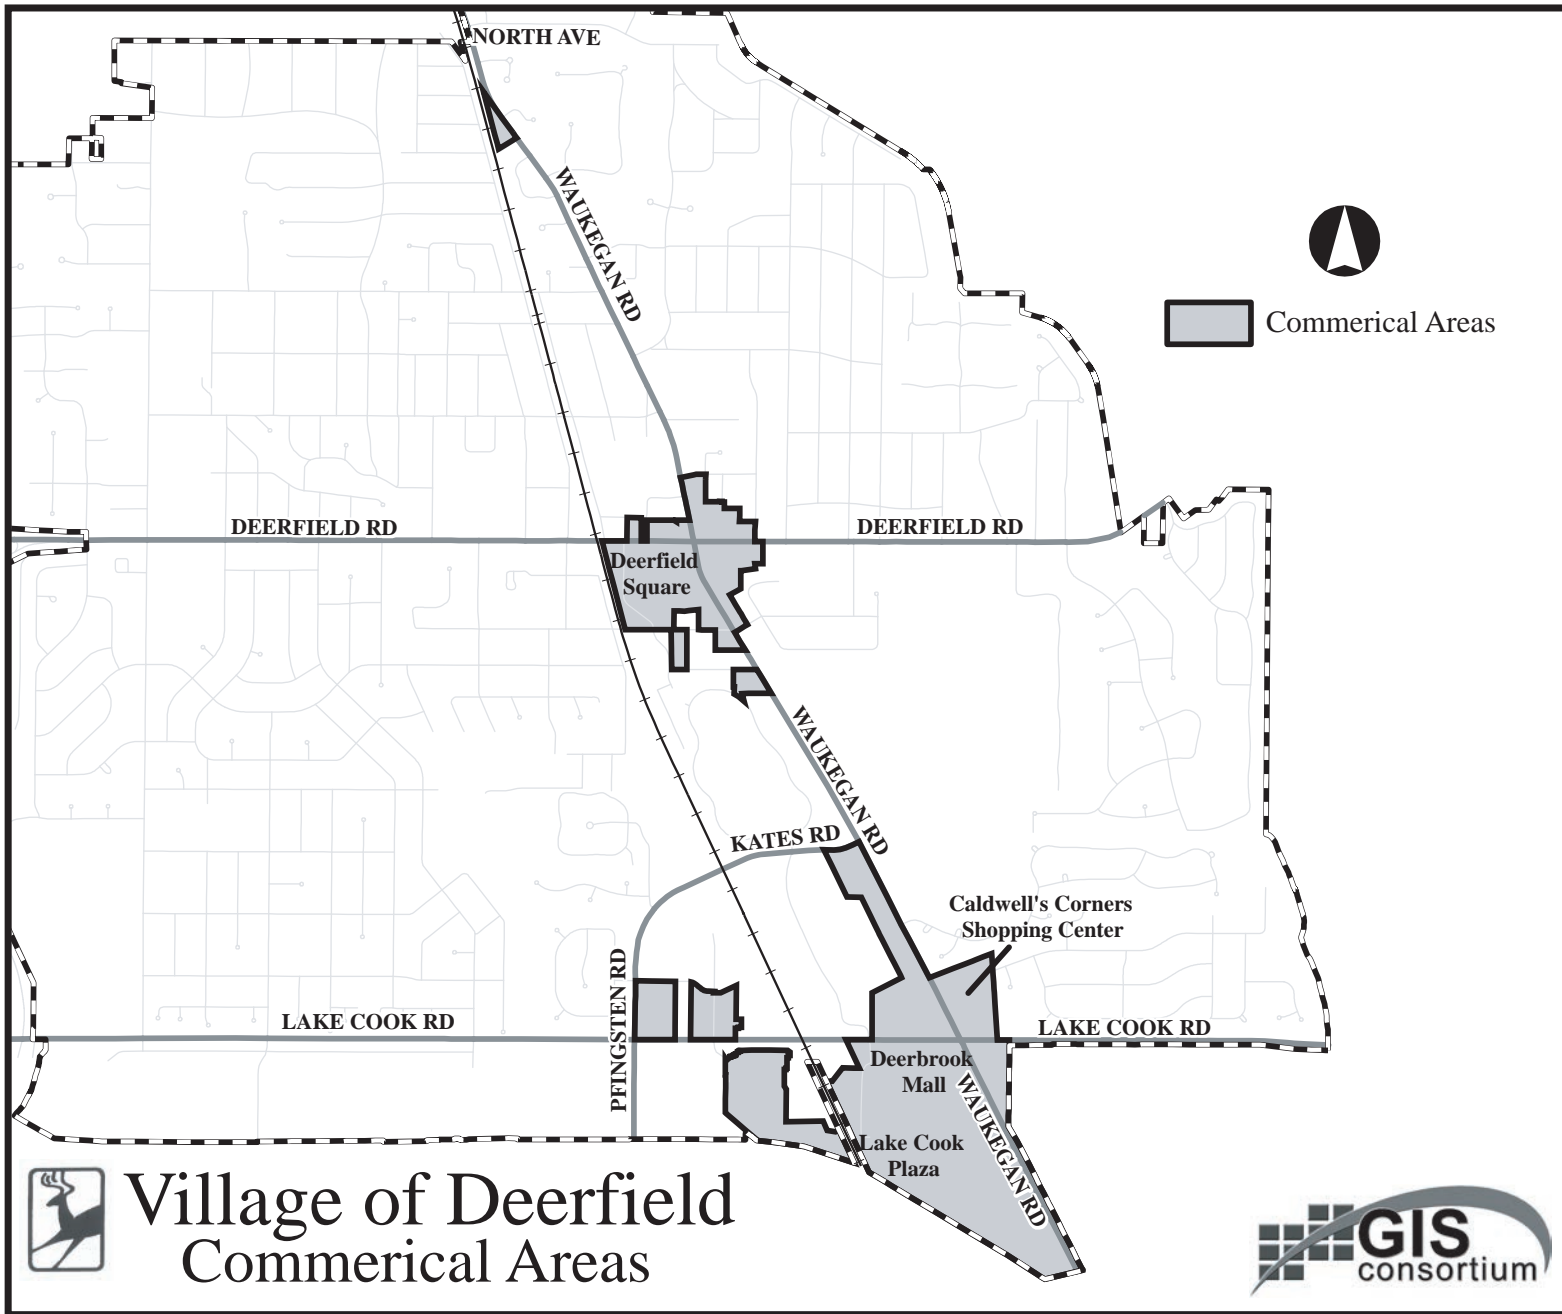 NORTH AVE
WAUKEGAN RD
Commerical Areas
DEERFIELD RD
DEERFIELD RD
Deerfield
Square
WAUKEGAN RD
KATES RD
Caldwell's Corners
Shopping Center
PFINGSTEN RD
LAKE COOK RD
LAKE COOK RD
Deerbrook
Mall
WAUKEGAN RD
Lake Cook
Plaza
Village of Deerfield
Commerical Areas
GIS
consortium